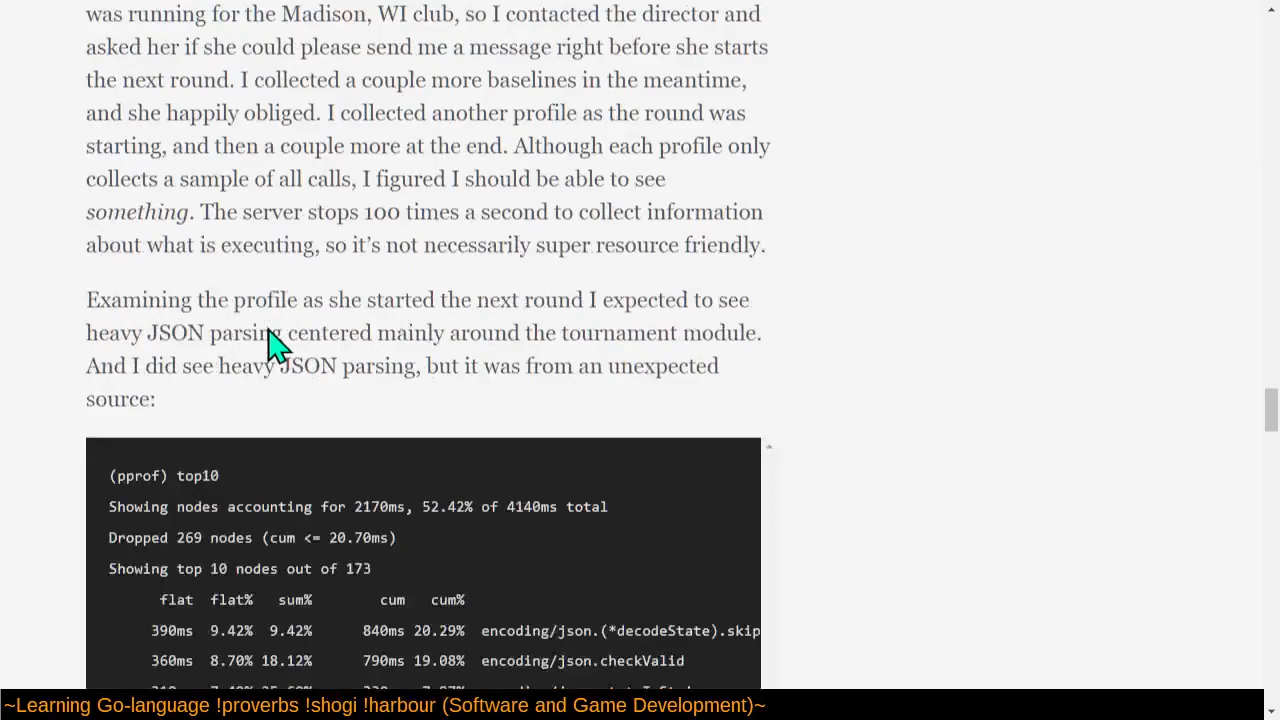 was running for the Madison, WI club, so I contacted the director and
asked her if she could please send me a message right before she starts
the next round. I collected a couple more baselines in the meantime,
and she happily obliged. I collected another profile as the round was
starting, and then a couple more at the end. Although each profile only
collects a sample of all calls, I figured I should be able to see
something. The server stops 100 times a second to collect information
about what is executing, so it’s not necessarily super resource friendly.
Examining the profile as she started the next round I expected to see
heavy JSON parsing centered mainly around the tournament module.
And I did see heavy JSON parsing, but it was from an unexpected
source:
(pprof) top10
Showing nodes accounting for 2170ms, 52.42% of 4140ms total
Dropped 269 nodes (cum <= 20.70ms)
Showing top 10 nodes out of 173
flat flat% sum% cum cum%
390ms 9.42% 9.42% 840ms 20.29% encoding/json.(*decodeState).skip
360ms 8.70% 18.12% 790ms 19.08% encoding/json.checkValid
~Learning Go-language !proverbs !shogi !harbour (Software and Game Development)~